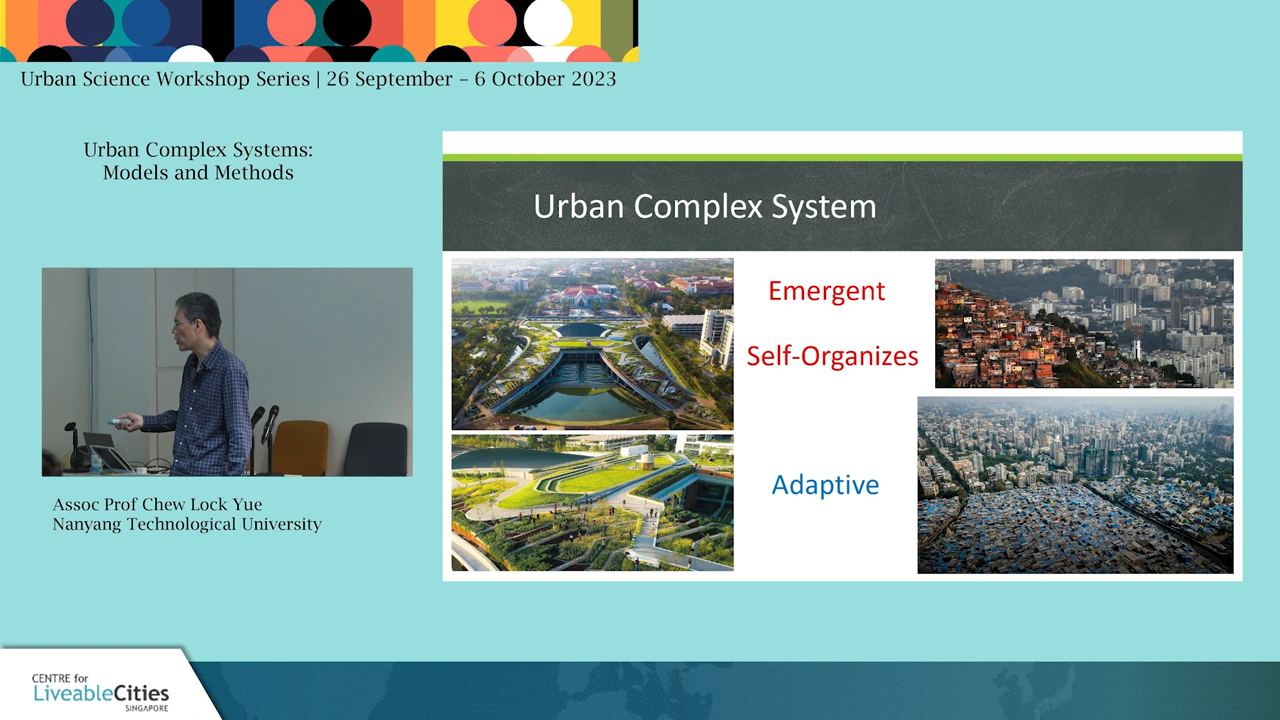 Urban Science Workshop Series | 26 September – 6 October 2023
Urban Complex Systems:
Models and Methods
Urban Complex System
Emergent
Self-Organizes
Adaptive
Assoc Prof Chew Lock Yue
Nanyang Technological University
CENTRE for
LiveableCities
SINGAPORE